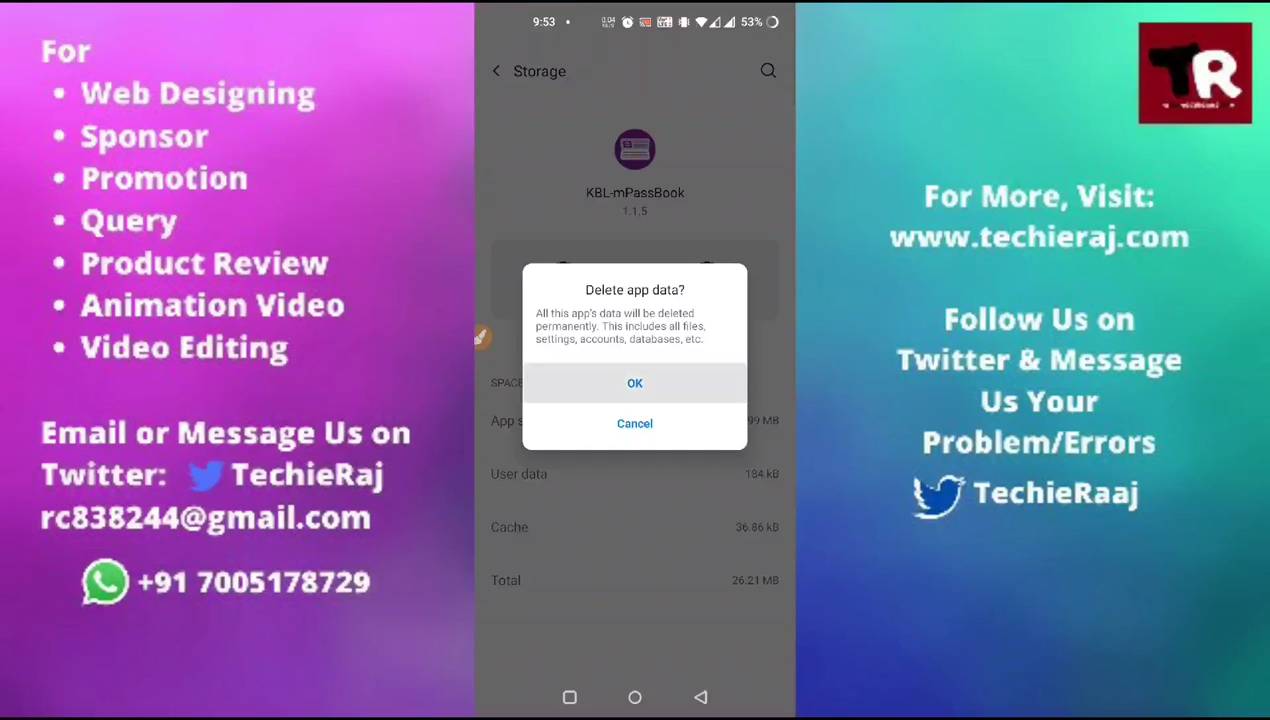 For
• Web Designing
• Sponsor
• Promotion
• Query
• Product Review
• Animation Video
• Video Editing
Email or Message Us on
Twitter: TechieRaj
rc838244@gmail.com
+91 7005178729
9:53
53%
Storage
KBL-mPassBook
1.1.5
Delete app data?
All this app's data will be deleted
permanently. This includes all files,
settings, accounts, databases, etc.
OK
Cancel
User data 184 kB
Cache 36.86 kB
Total 26.21 MB
TR
For More, Visit:
www.techieraj.com
Follow Us on
Twitter & Message
Us Your
Problem/Errors
TechieRaaj